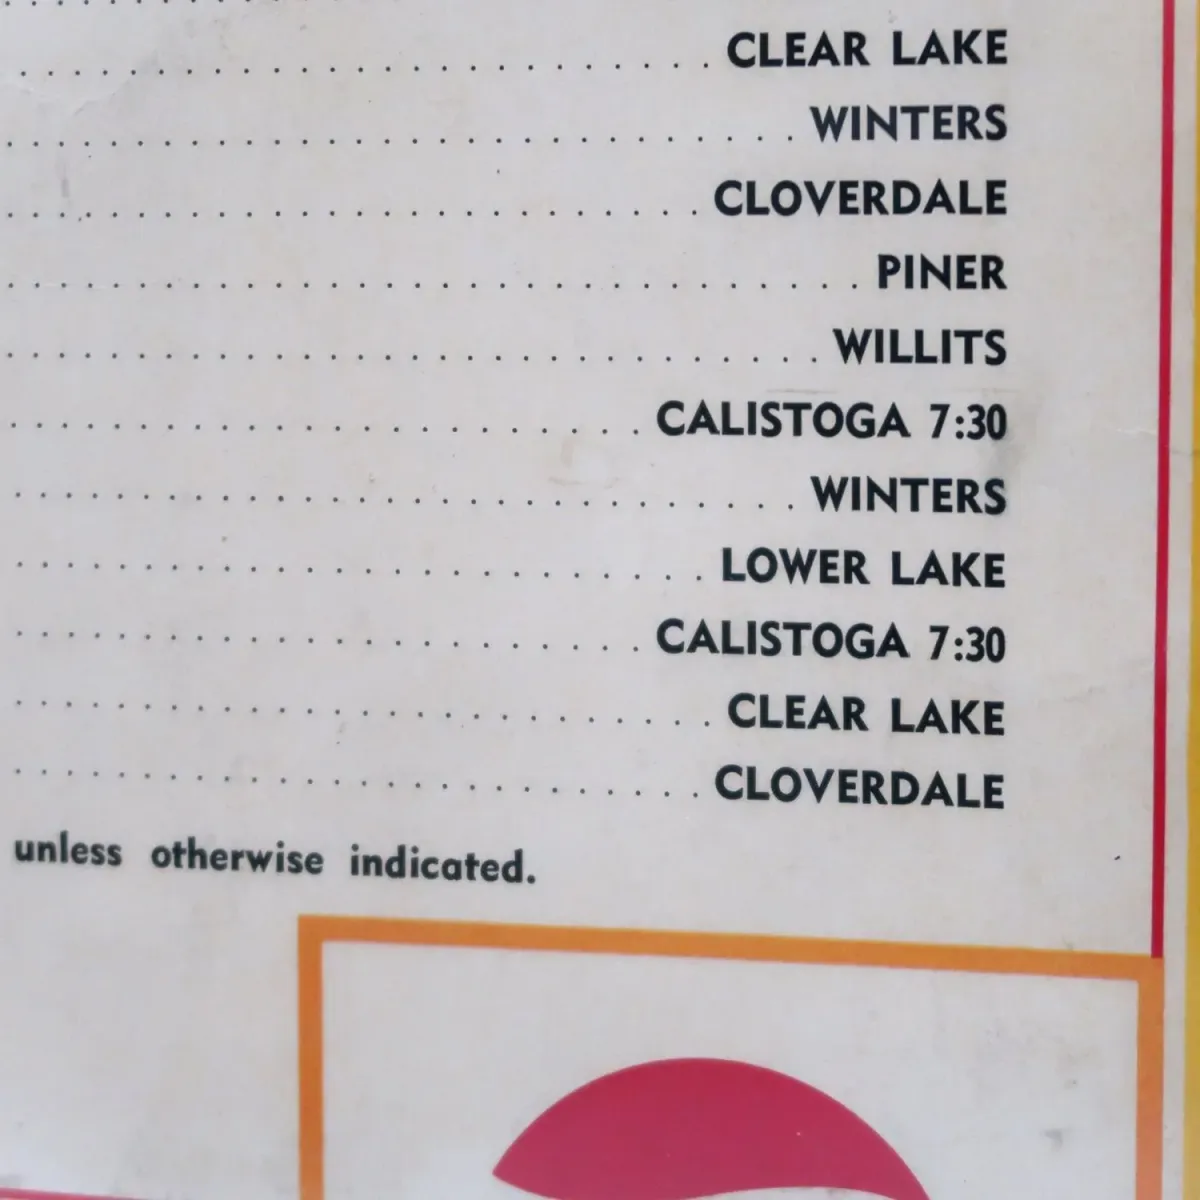 CLEAR LAKE
WINTERS
CLOVERDALE
PINER
WILLITS
CALISTOGA 7:30
WINTERS
LOWER LAKE
CALISTOGA 7:30
CLEAR LAKE
CLOVERDALE
unless otherwise indicated.